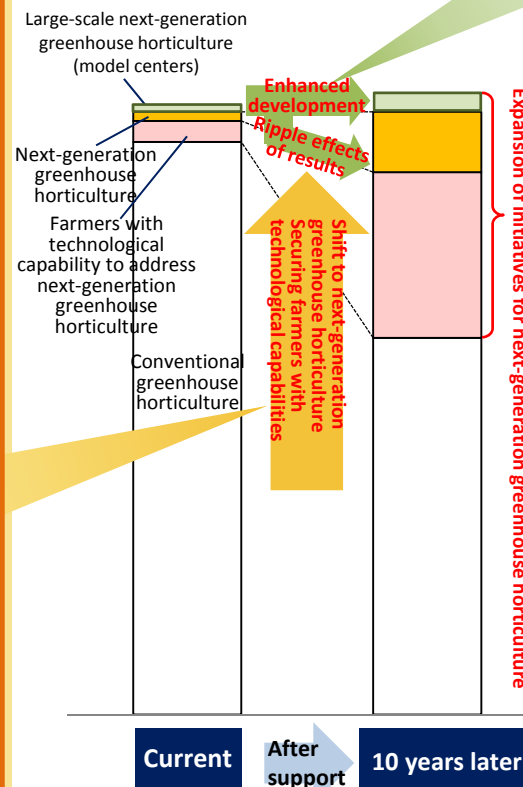 Large-scale next-generation
greenhouse horticulture
(model centers)
Enhanced
development
Ripple effects
of results
Next-generation
greenhouse
horticulture
Farmers with
technological
capability to address
next-generation
greenhouse
horticulture
Conventional
greenhouse
horticulture
Shift to next-generation
greenhouse horticulture
Securing farmers with
technological capabilities
Expansion of initiatives for next-generation greenhouse horticulture
Current
After
support
10 years later